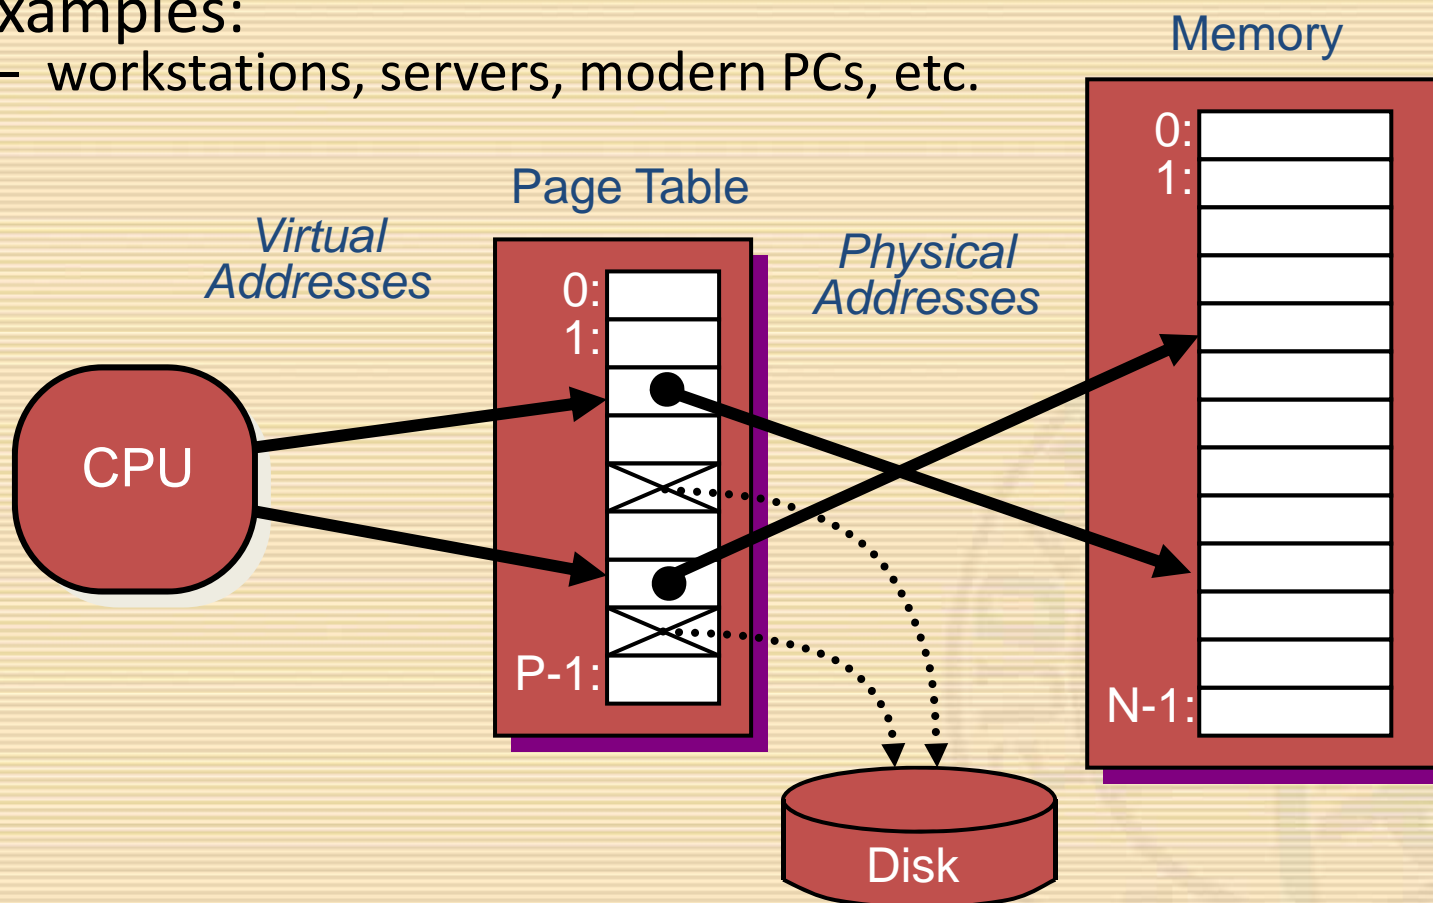 xamples:
– workstations, servers, modern PCs, etc.
Memory
0:
1:
Page Table
Virtual
Addresses
Physical
Addresses
0:
1:
CPU
P-1:
N-1:
Disk